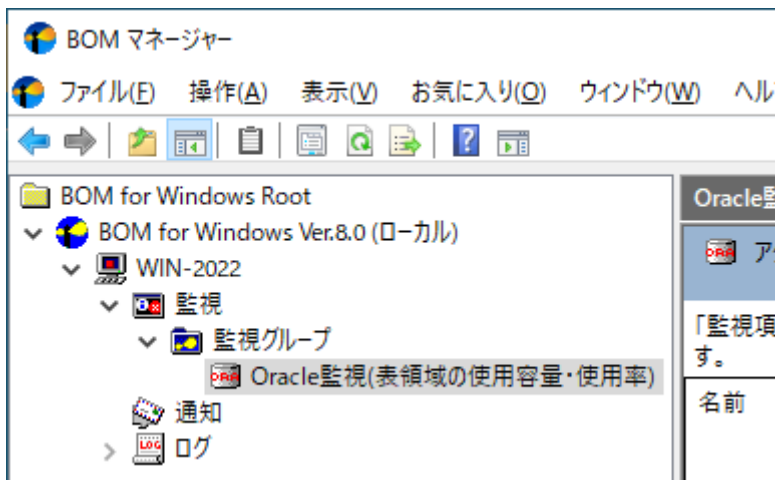 BOM マネージャー
ファイル(F) 操作(A) 表示(V) お気に入り(O) ウィンドウ(W) ヘル
BOM for Windows Root
BOM for Windows Ver.8.0 (ローカル)
WIN-2022
監視
監視グループ
Oracle監視(表領域の使用容量・使用率)
通知
LOG ログ
Oracle監
ア
「監視項
す。
名前